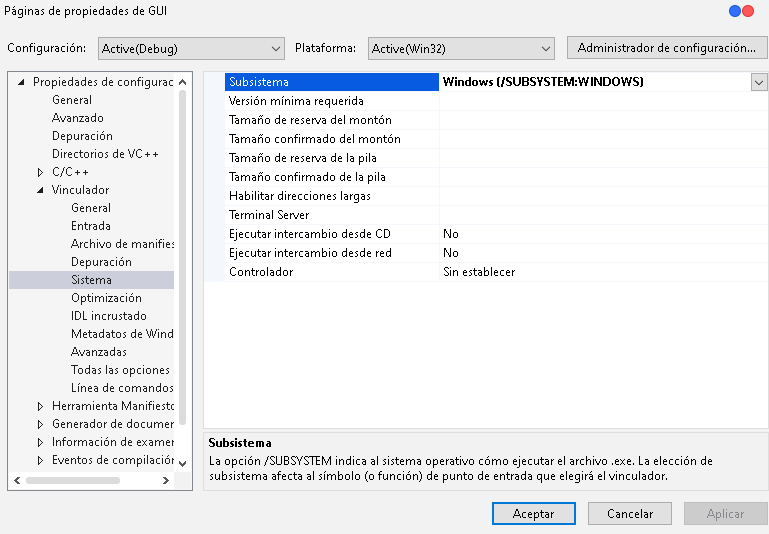 Páginas de propiedades de GUI
Configuración: Active(Debug) Plataforma: Active(Win32) Administrador de configuración...
Propiedades de configurac
General
Avanzado
Depuración
Directorios de VC++
C/C++
Vinculador
General
Entrada
Archivo de manifies
Depuración
Sistema
Optimización
IDL incrustado
Metadatos de Wind
Avanzadas
Todas las opciones
Línea de comandos
Herramienta Manifiesto
Generador de documen
Información de examen
Eventos de compilación
Subsistema Windows (/SUBSYSTEM:WINDOWS)
Versión mínima requerida
Tamaño de reserva del montón
Tamaño confirmado del montón
Tamaño de reserva de la pila
Tamaño confirmado de la pila
Habilitar direcciones largas
Terminal Server
Ejecutar intercambio desde CD No
Ejecutar intercambio desde red No
Controlador Sin establecer
Subsistema
La opción /SUBSYSTEM indica al sistema operativo cómo ejecutar el archivo .exe. La elección de
subsistema afecta al símbolo (o función) de punto de entrada que elegirá el vinculador.
Aceptar Cancelar Aplicar